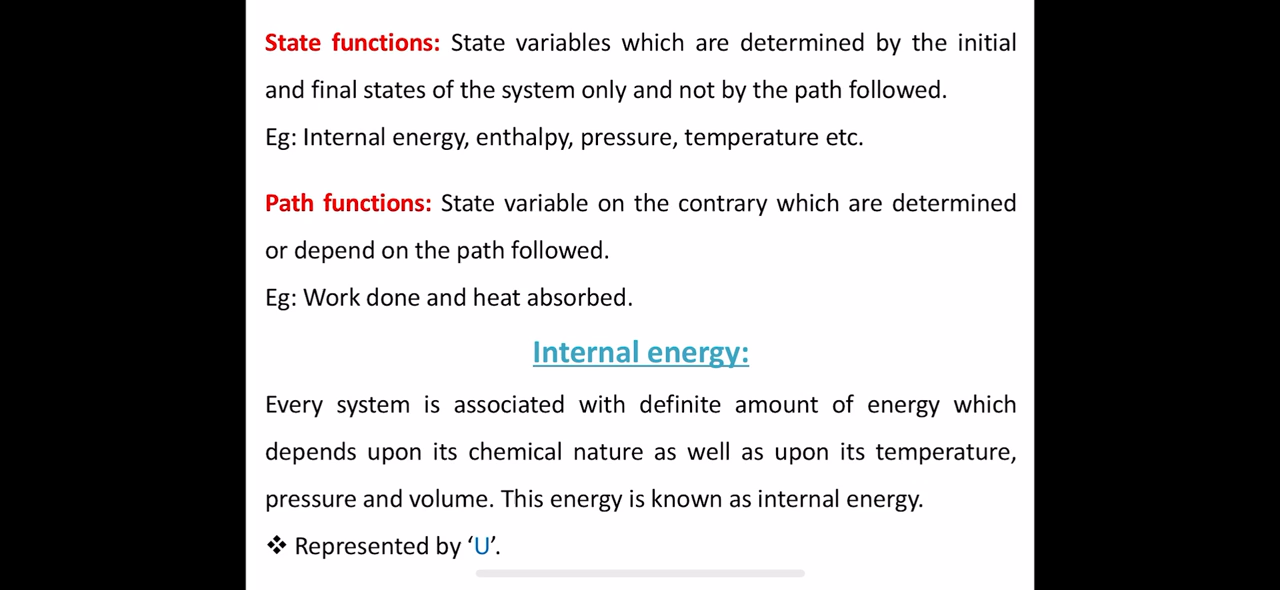 State functions: State variables which are determined by the initial
and final states of the system only and not by the path followed.
Eg: Internal energy, enthalpy, pressure, temperature etc.
Path functions: State variable on the contrary which are determined
or depend on the path followed.
Eg: Work done and heat absorbed.
Internal energy:
Every system is associated with definite amount of energy which
depends upon its chemical nature as well as upon its temperature,
pressure and volume. This energy is known as internal energy.
❖ Represented by ‘U’.